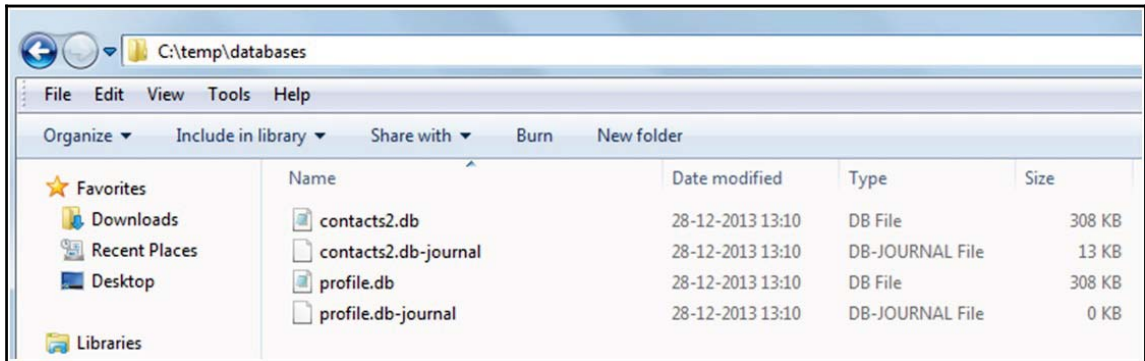 C:\temp\databases
File Edit View Tools Help
Organize Include in library Share with Burn New folder
Favorites
Downloads
Recent Places
Desktop
Libraries
Name Date modified Type Size
contacts2.db 28-12-2013 13:10 DB File 308 KB
contacts2.db-journal 28-12-2013 13:10 DB-JOURNAL File 13 KB
profile.db 28-12-2013 13:10 DB File 308 KB
profile.db-journal 28-12-2013 13:10 DB-JOURNAL File 0 KB